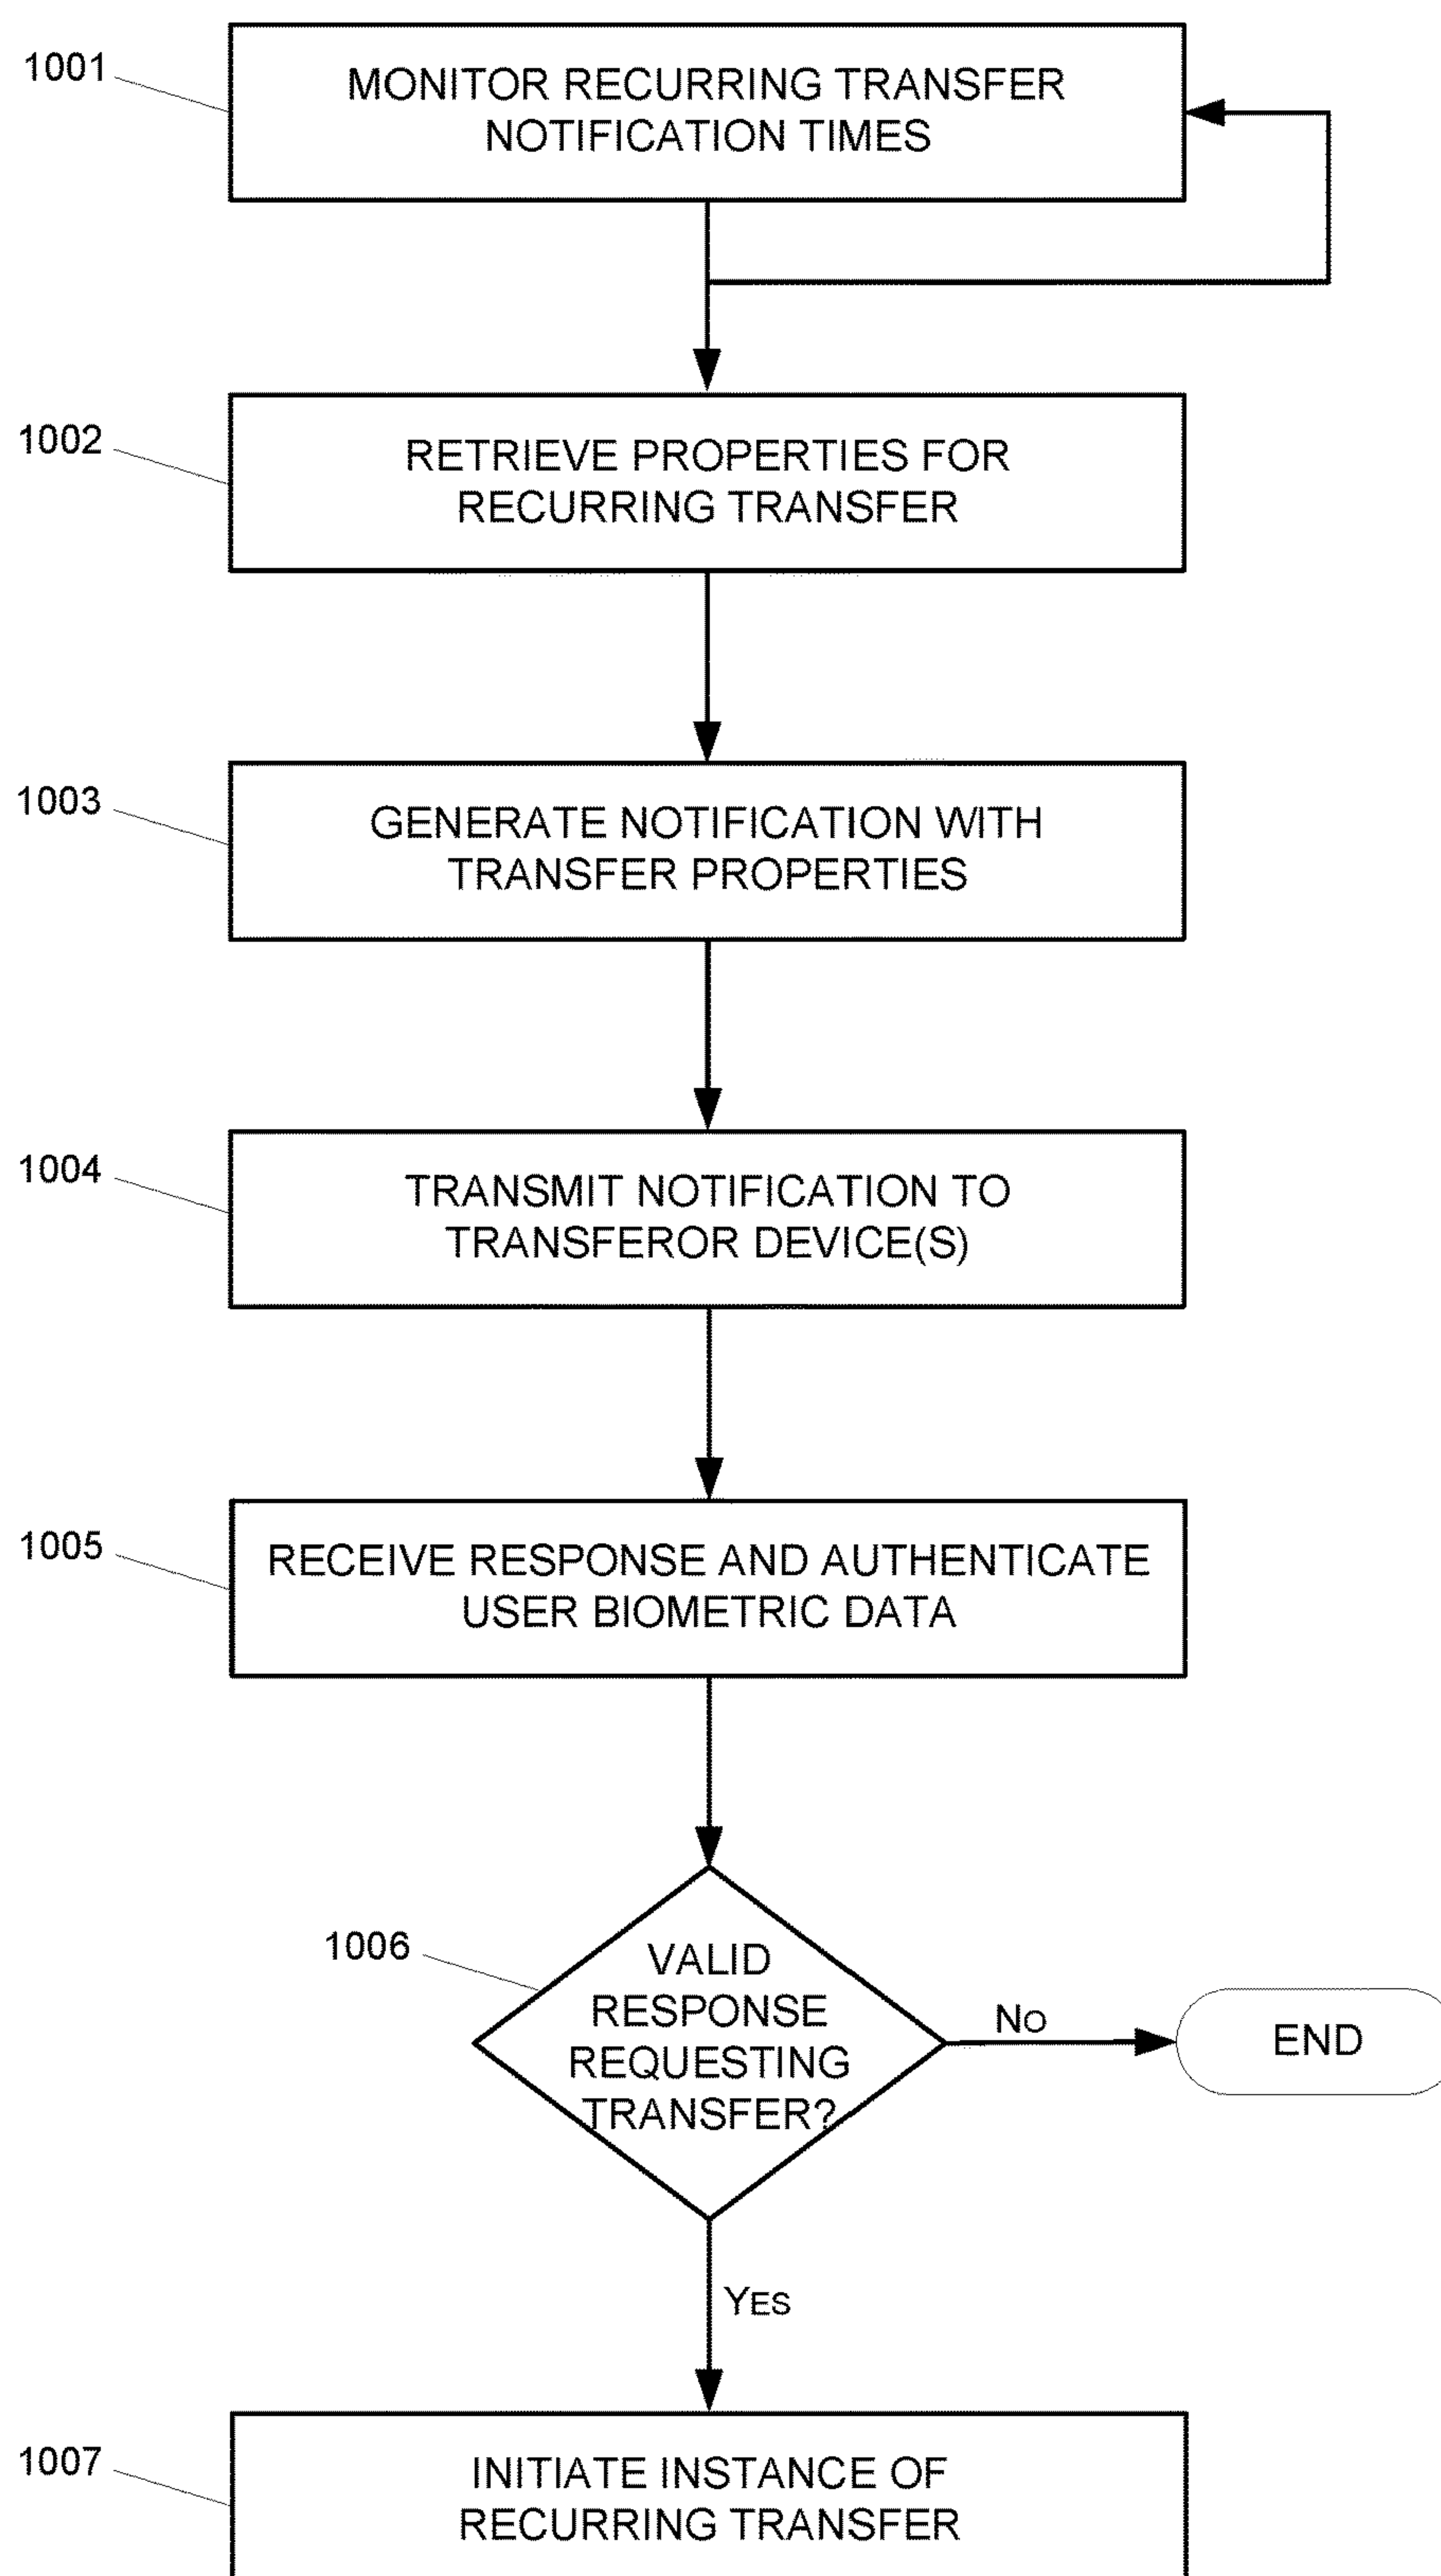 1001
MONITOR RECURRING TRANSFER
NOTIFICATION TIMES
1002
RETRIEVE PROPERTIES FOR
RECURRING TRANSFER
1003
GENERATE NOTIFICATION WITH
TRANSFER PROPERTIES
1004
TRANSMIT NOTIFICATION TO
TRANSFEROR DEVICE(S)
1005
RECEIVE RESPONSE AND AUTHENTICATE
USER BIOMETRIC DATA
1006
VALID
RESPONSE
REQUESTING
TRANSFER?
NO
END
YES
1007
INITIATE INSTANCE OF
RECURRING TRANSFER